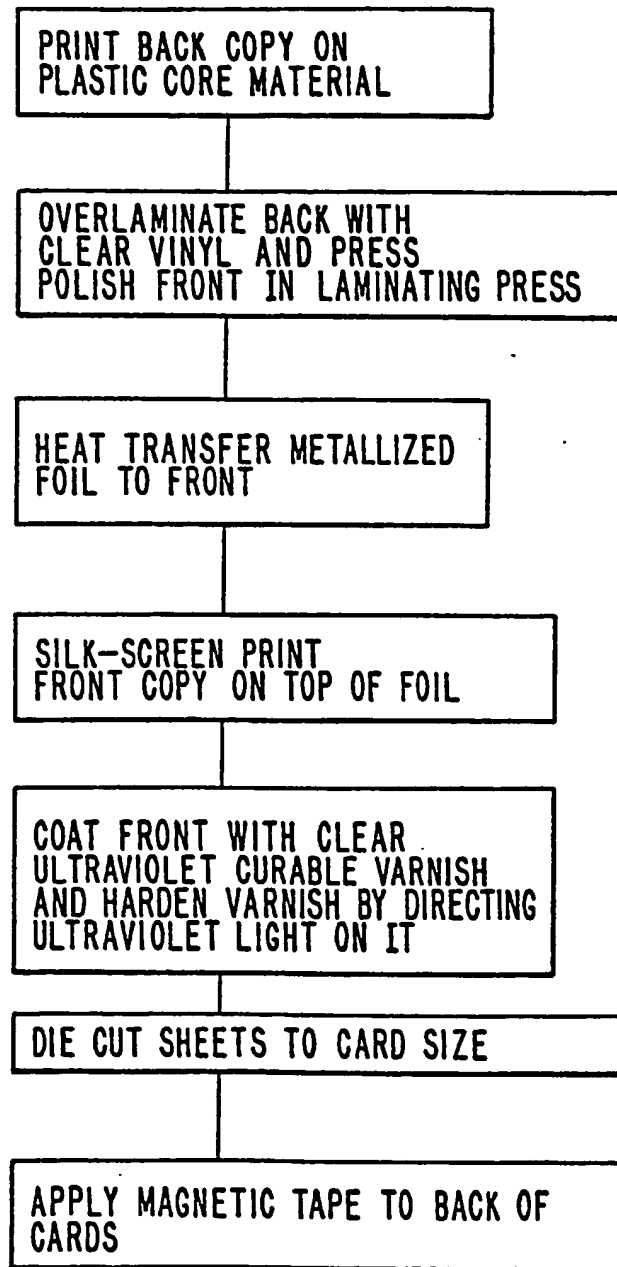 PRINT BACK COPY ON
PLASTIC CORE MATERIAL
OVERLAMINATE BACK WITH
CLEAR VINYL AND PRESS
POLISH FRONT IN LAMINATING PRESS
HEAT TRANSFER METALLIZED
FOIL TO FRONT
SILK-SCREEN PRINT
FRONT COPY ON TOP OF FOIL
COAT FRONT WITH CLEAR
ULTRAVIOLET CURABLE VARNISH
AND HARDEN VARNISH BY DIRECTING
ULTRAVIOLET LIGHT ON IT
DIE CUT SHEETS TO CARD SIZE
APPLY MAGNETIC TAPE TO BACK OF
CARDS